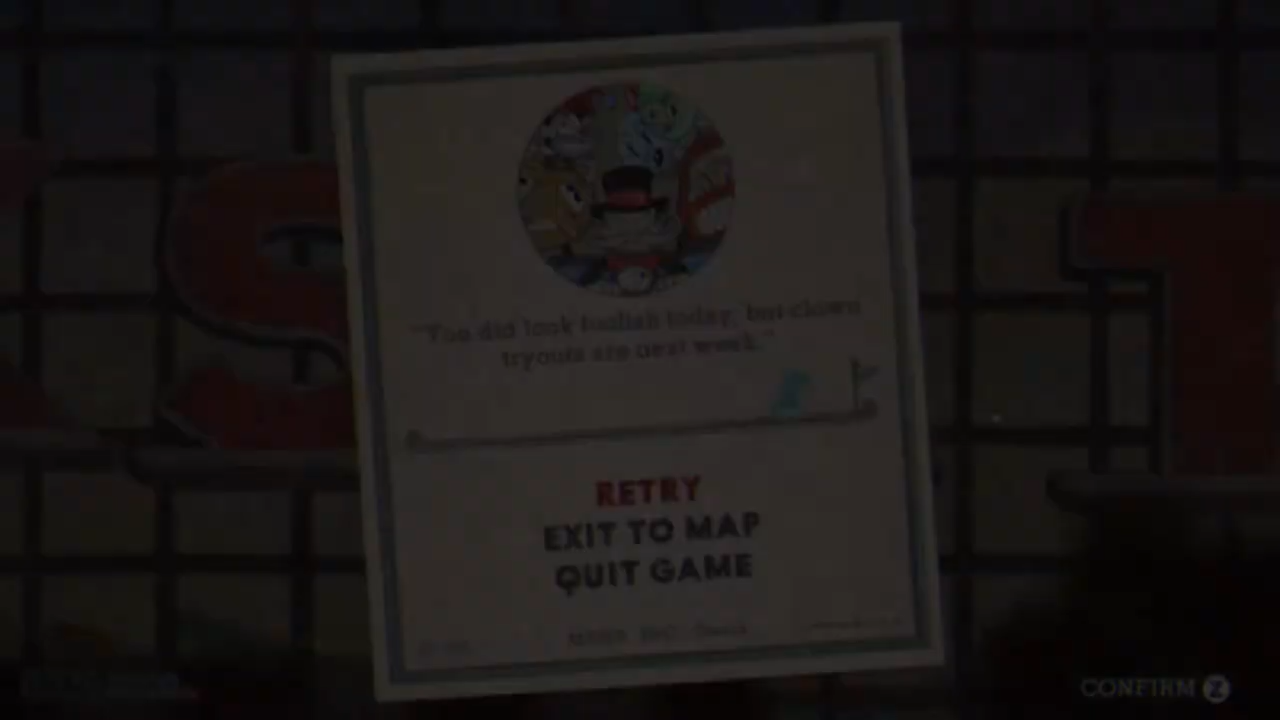 "You did look foolish today, but clown
tryouts are next week."
RETRY
EXIT TO MAP
QUIT GAME
CONFIRM Z